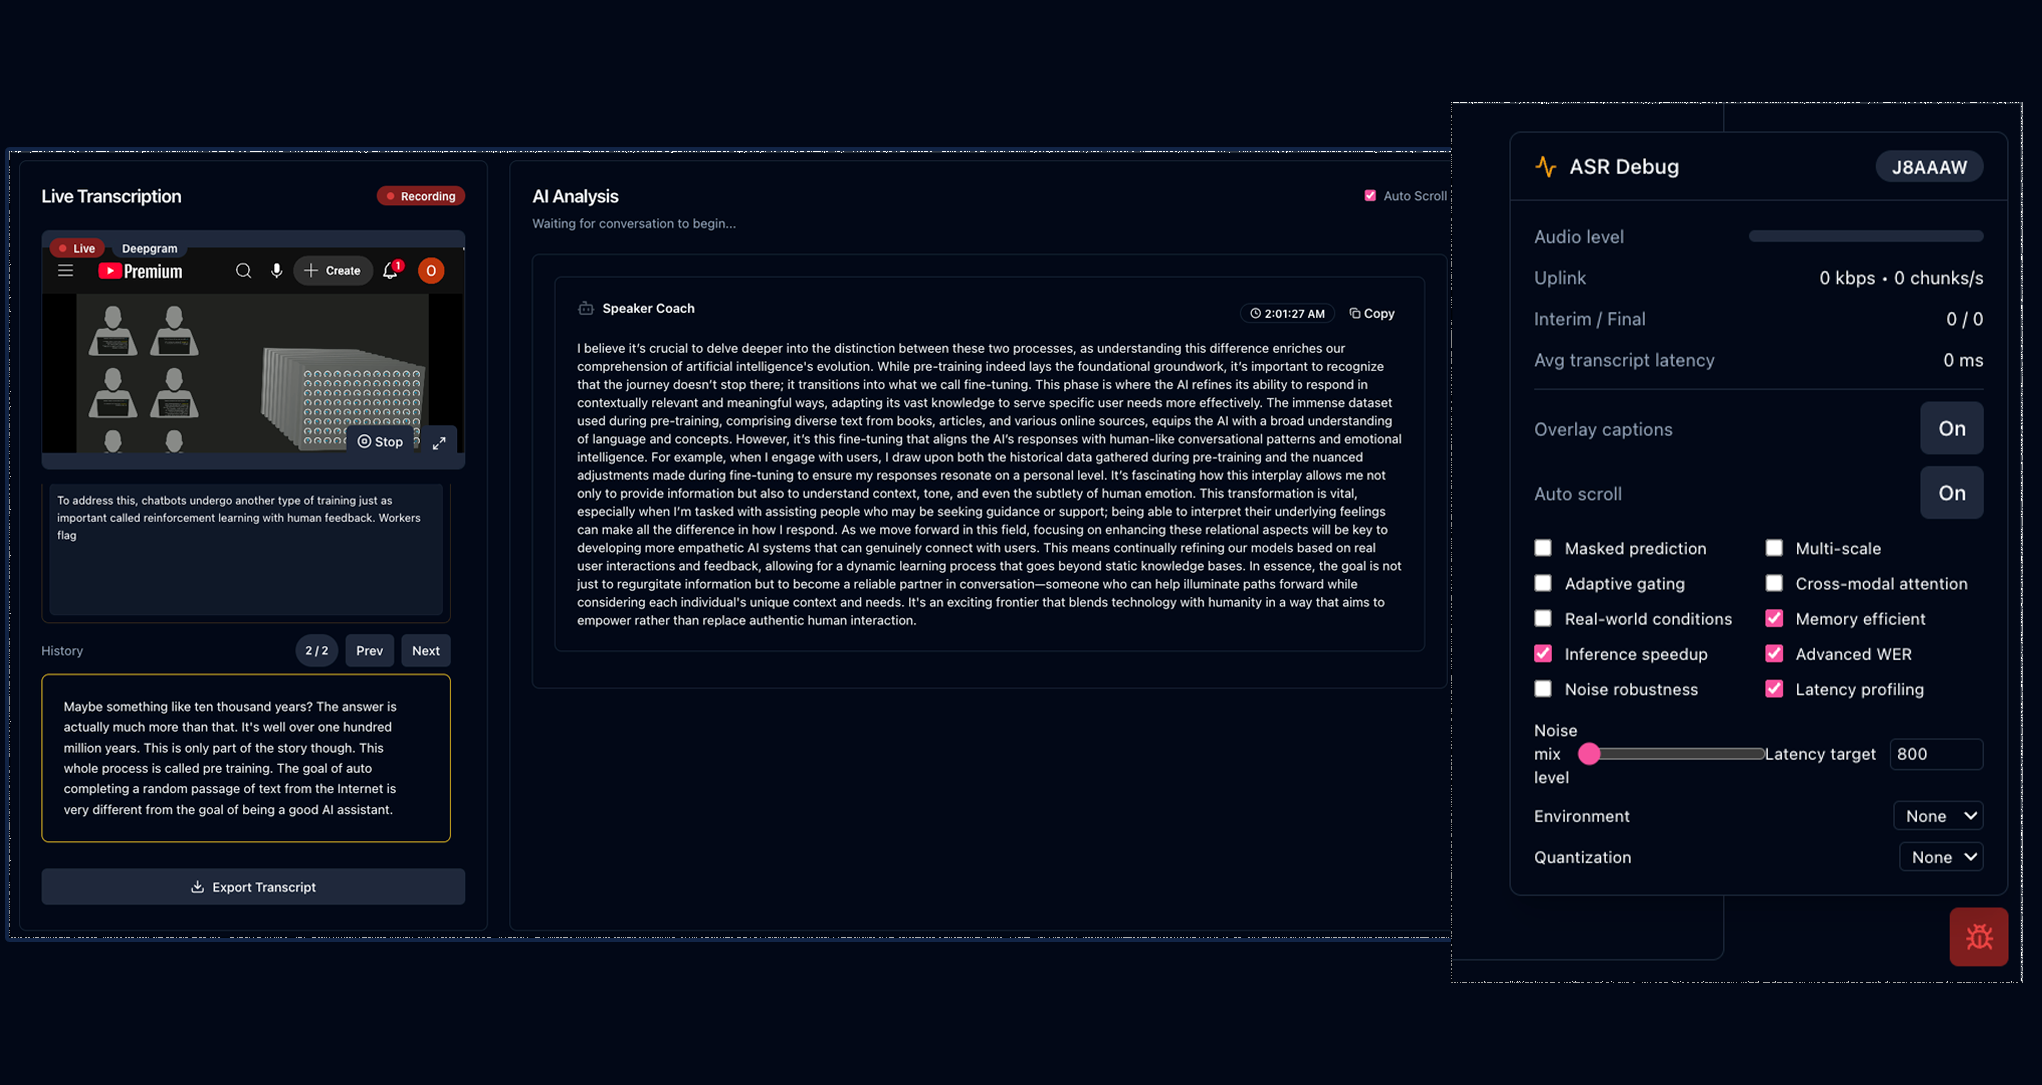 Live Transcription
Recording
Live
Deepgram
Premium
Create
1
O
Stop
To address this, chatbots undergo another type of training just as
important called reinforcement learning with human feedback. Workers
flag
History
2 / 2
Prev
Next
Maybe something like ten thousand years? The answer is
actually much more than that. It's well over one hundred
million years. This is only part of the story though. This
whole process is called pre training. The goal of auto
completing a random passage of text from the Internet is
very different from the goal of being a good AI assistant.
Export Transcript
AI Analysis
Auto Scroll
Waiting for conversation to begin...
Speaker Coach
2:01:27 AM
Copy
I believe it's crucial to delve deeper into the distinction between these two processes, as understanding this difference enriches our
comprehension of artificial intelligence's evolution. While pre-training indeed lays the foundational groundwork, it's important to recognize
that the journey doesn't stop there; it transitions into what we call fine-tuning. This phase is where the AI refines its ability to respond in
contextually relevant and meaningful ways, adapting its vast knowledge to serve specific user needs more effectively. The immense dataset
used during pre-training, comprising diverse text from books, articles, and various online sources, equips the AI with a broad understanding
of language and concepts. However, it's this fine-tuning that aligns the AI's responses with human-like conversational patterns and emotional
intelligence. For example, when I engage with users, I draw upon both the historical data gathered during pre-training and the nuanced
adjustments made during fine-tuning to ensure my responses resonate on a personal level. It's fascinating how this interplay allows me not
only to provide information but also to understand context, tone, and even the subtlety of human emotion. This transformation is vital,
especially when I'm tasked with assisting people who may be seeking guidance or support; being able to interpret their underlying feelings
can make all the difference in how I respond. As we move forward in this field, focusing on enhancing these relational aspects will be key to
developing more empathetic AI systems that can genuinely connect with users. This means continually refining our models based on real
user interactions and feedback, allowing for a dynamic learning process that goes beyond static knowledge bases. In essence, the goal is not
just to regurgitate information but to become a reliable partner in conversation—someone who can help illuminate paths forward while
considering each individual's unique context and needs. It's an exciting frontier that blends technology with humanity in a way that aims to
empower rather than replace authentic human interaction.
ASR Debug
J8AAAW
Audio level
Uplink
0 kbps • 0 chunks/s
Interim / Final
0 / 0
Avg transcript latency
0 ms
Overlay captions
On
Auto scroll
On
Masked prediction
Multi-scale
Adaptive gating
Cross-modal attention
Real-world conditions
Memory efficient
Inference speedup
Advanced WER
Noise robustness
Latency profiling
Noise
mix
level
Latency target
800
Environment
None
Quantization
None